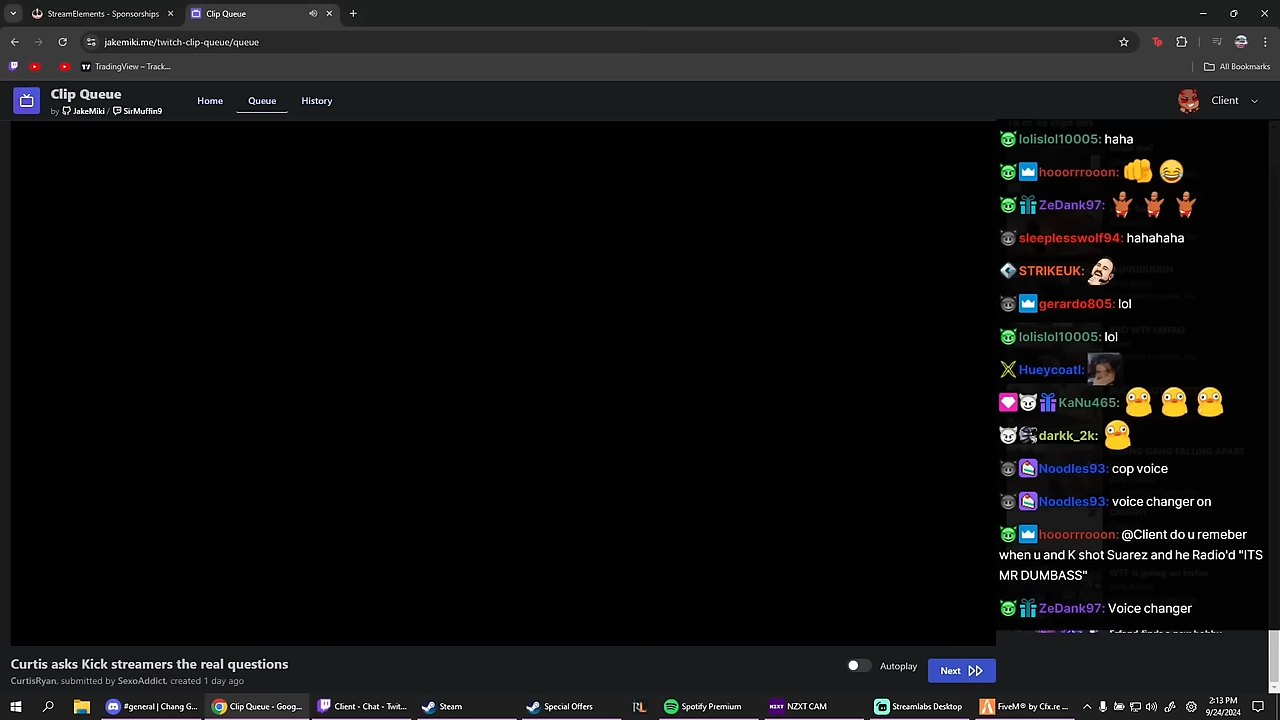 StreamElements - Sponsorships
Clip Queue
jakemiki.me/twitch-clip-queue/queue
TradingView – Track...
All Bookmarks
Clip Queue
by JakeMiki / SirMuffin9
Home
Queue
History
Client
lolislol10005: haha
hooorrrooon:
ZeDank97:
sleeplesswolf94: hahahaha
STRIKEUK:
gerardo805: lol
lolislol10005: lol
Hueycoatl:
KaNu465:
darkk_2k:
Noodles93: cop voice
Noodles93: voice changer on
hooorrrooon: @Client do u remeber
when u and K shot Suarez and he Radio'd "ITS
MR DUMBASS"
ZeDank97: Voice changer
Curtis asks Kick streamers the real questions
CurtisRyan, submitted by SexoAddict, created 1 day ago
Autoplay
Next
#general | Chang G...
Clip Queue - Goog...
Client - Chat - Twit...
Steam
Special Offers
RL
Spotify Premium
NZXT
NZXT CAM
Streamlabs Desktop
FiveM® by Cfx.re ...
2:13 PM
9/24/2024